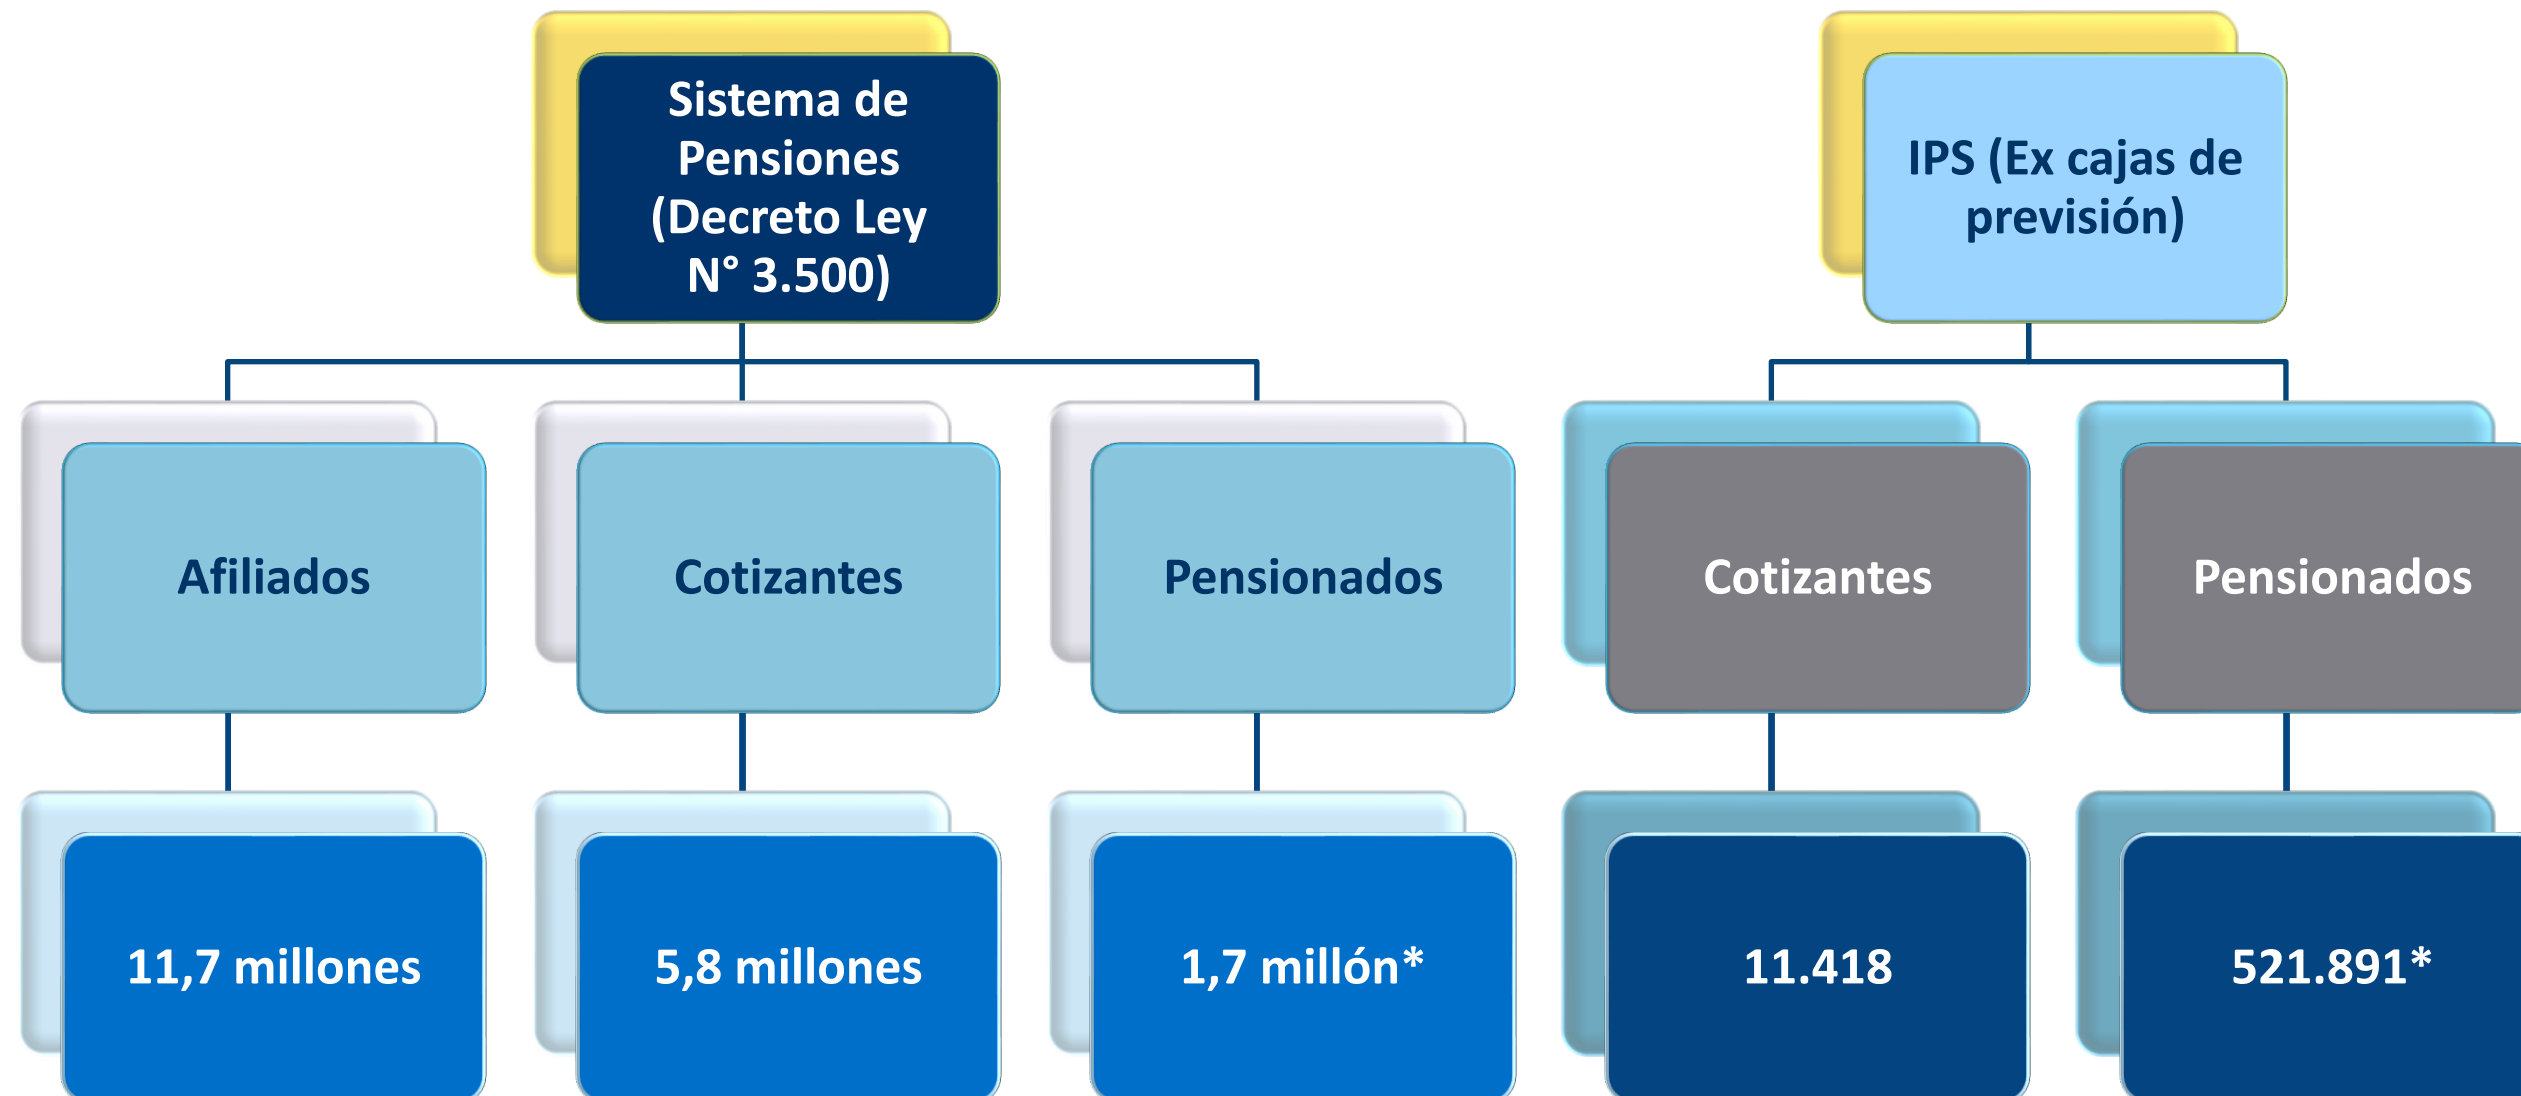 Sistema de
Pensiones
(Decreto Ley
N° 3.500)
IPS (Ex cajas de
previsión)
Afiliados
Cotizantes
Pensionados
Cotizantes
Pensionados
11,7 millones
5,8 millones
1,7 millón*
11.418
521.891*